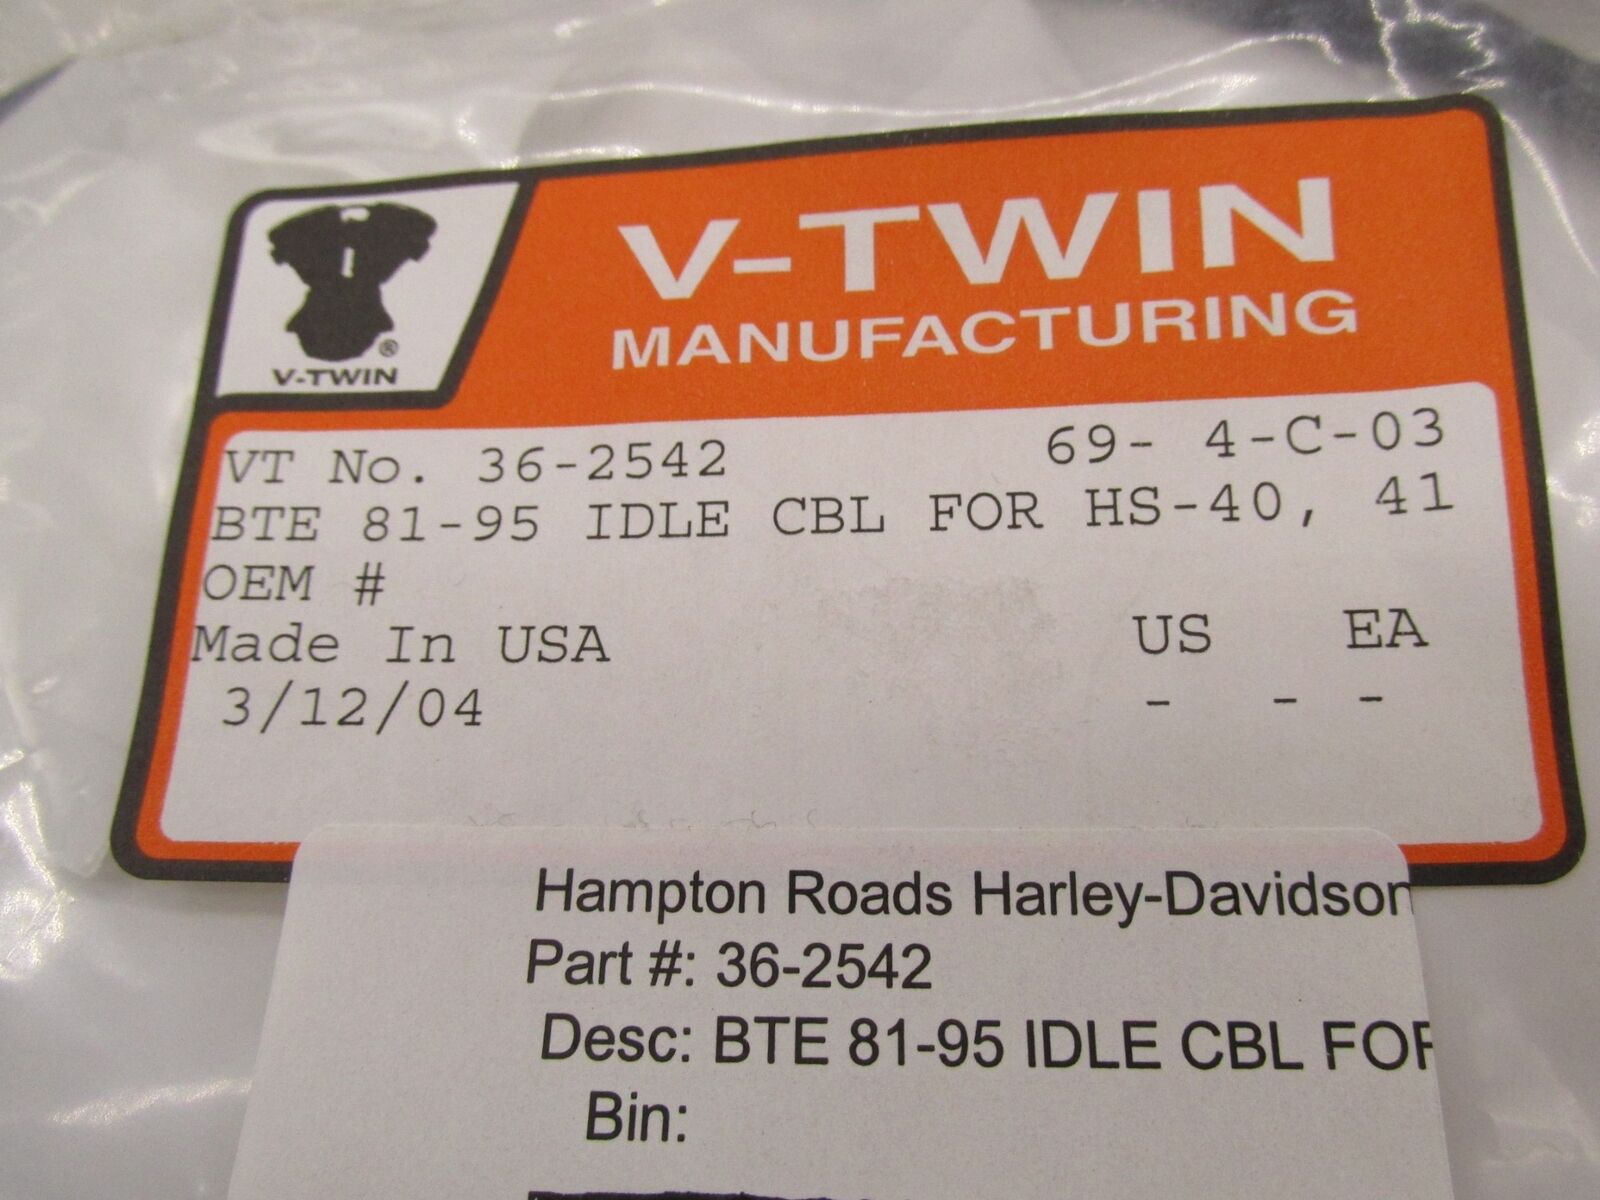 V-TWIN
MANUFACTURING
®
V-TWIN
VT No. 36-2542 69- 4-C-03
BTE 81-95 IDLE CBL FOR HS-40, 41
OEM #
Made In USA US EA
3/12/04 - - -
Hampton Roads Harley-Davidson
Part #: 36-2542
Desc: BTE 81-95 IDLE CBL FOR
Bin: